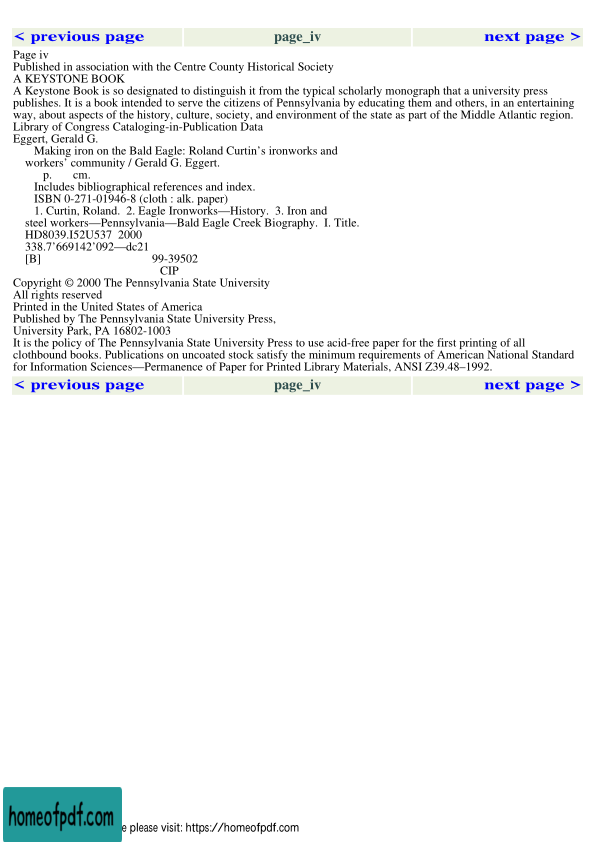 < previous page page_iv next page >
Page iv
Published in association with the Centre County Historical Society
A KEYSTONE BOOK
A Keystone Book is so designated to distinguish it from the typical scholarly monograph that a university press
publishes. It is a book intended to serve the citizens of Pennsylvania by educating them and others, in an entertaining
way, about aspects of the history, culture, society, and environment of the state as part of the Middle Atlantic region.
Library of Congress Cataloging-in-Publication Data
Eggert, Gerald G.
Making iron on the Bald Eagle: Roland Curtin’s ironworks and
workers’ community / Gerald G. Eggert.
p. cm.
Includes bibliographical references and index.
ISBN 0-271-01946-8 (cloth : alk. paper)
1. Curtin, Roland. 2. Eagle Ironworks—History. 3. Iron and
steel workers—Pennsylvania—Bald Eagle Creek Biography. I. Title.
HD8039.I52U537 2000
338.7’669142’092—dc21
[B] 99-39502
CIP
Copyright © 2000 The Pennsylvania State University
All rights reserved
Printed in the United States of America
Published by The Pennsylvania State University Press,
University Park, PA 16802-1003
It is the policy of The Pennsylvania State University Press to use acid-free paper for the first printing of all
clothbound books. Publications on uncoated stock satisfy the minimum requirements of American National Standard
for Information Sciences—Permanence of Paper for Printed Library Materials, ANSI Z39.48–1992.
< previous page page_iv next page >
homeofpdf.com
e please visit: https://homeofpdf.com